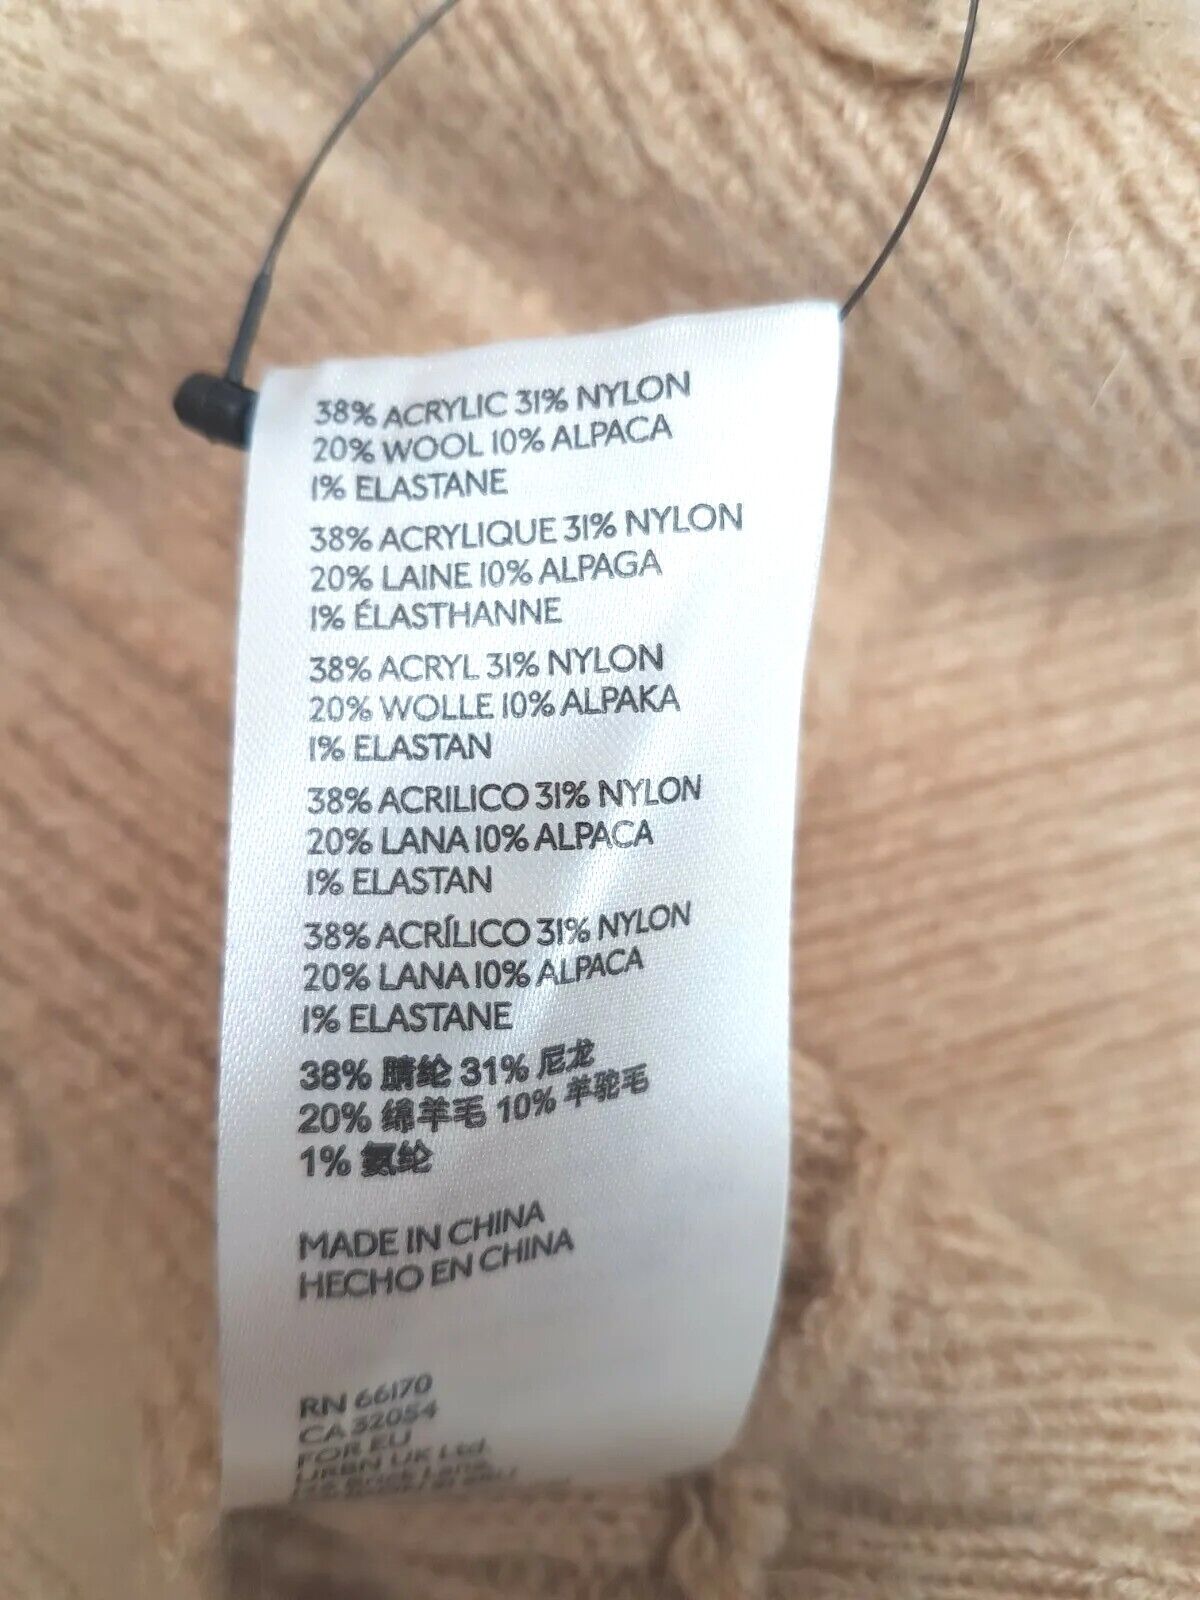 38% ACRYLIC 31% NYLON
20% WOOL 10% ALPACA
1% ELASTANE
38% ACRYLIQUE 31% NYLON
20% LAINE 10% ALPAGA
1% ÉLASTHANNE
38% ACRYL 31% NYLON
20% WOLLE 10% ALPAKA
1% ELASTAN
38% ACRILICO 31% NYLON
20% LANA 10% ALPACA
1% ELASTAN
38% ACRÍLICO 31% NYLON
20% LANA 10% ALPACA
1% ELASTANE
38% 腈纶 31% 尼龙
20% 绵羊毛 10% 羊驼毛
1% 氨纶
MADE IN CHINA
HECHO EN CHINA
RN 66170
CA 32054
FOR EU
URBN UK Ltd.
Brick Lane,